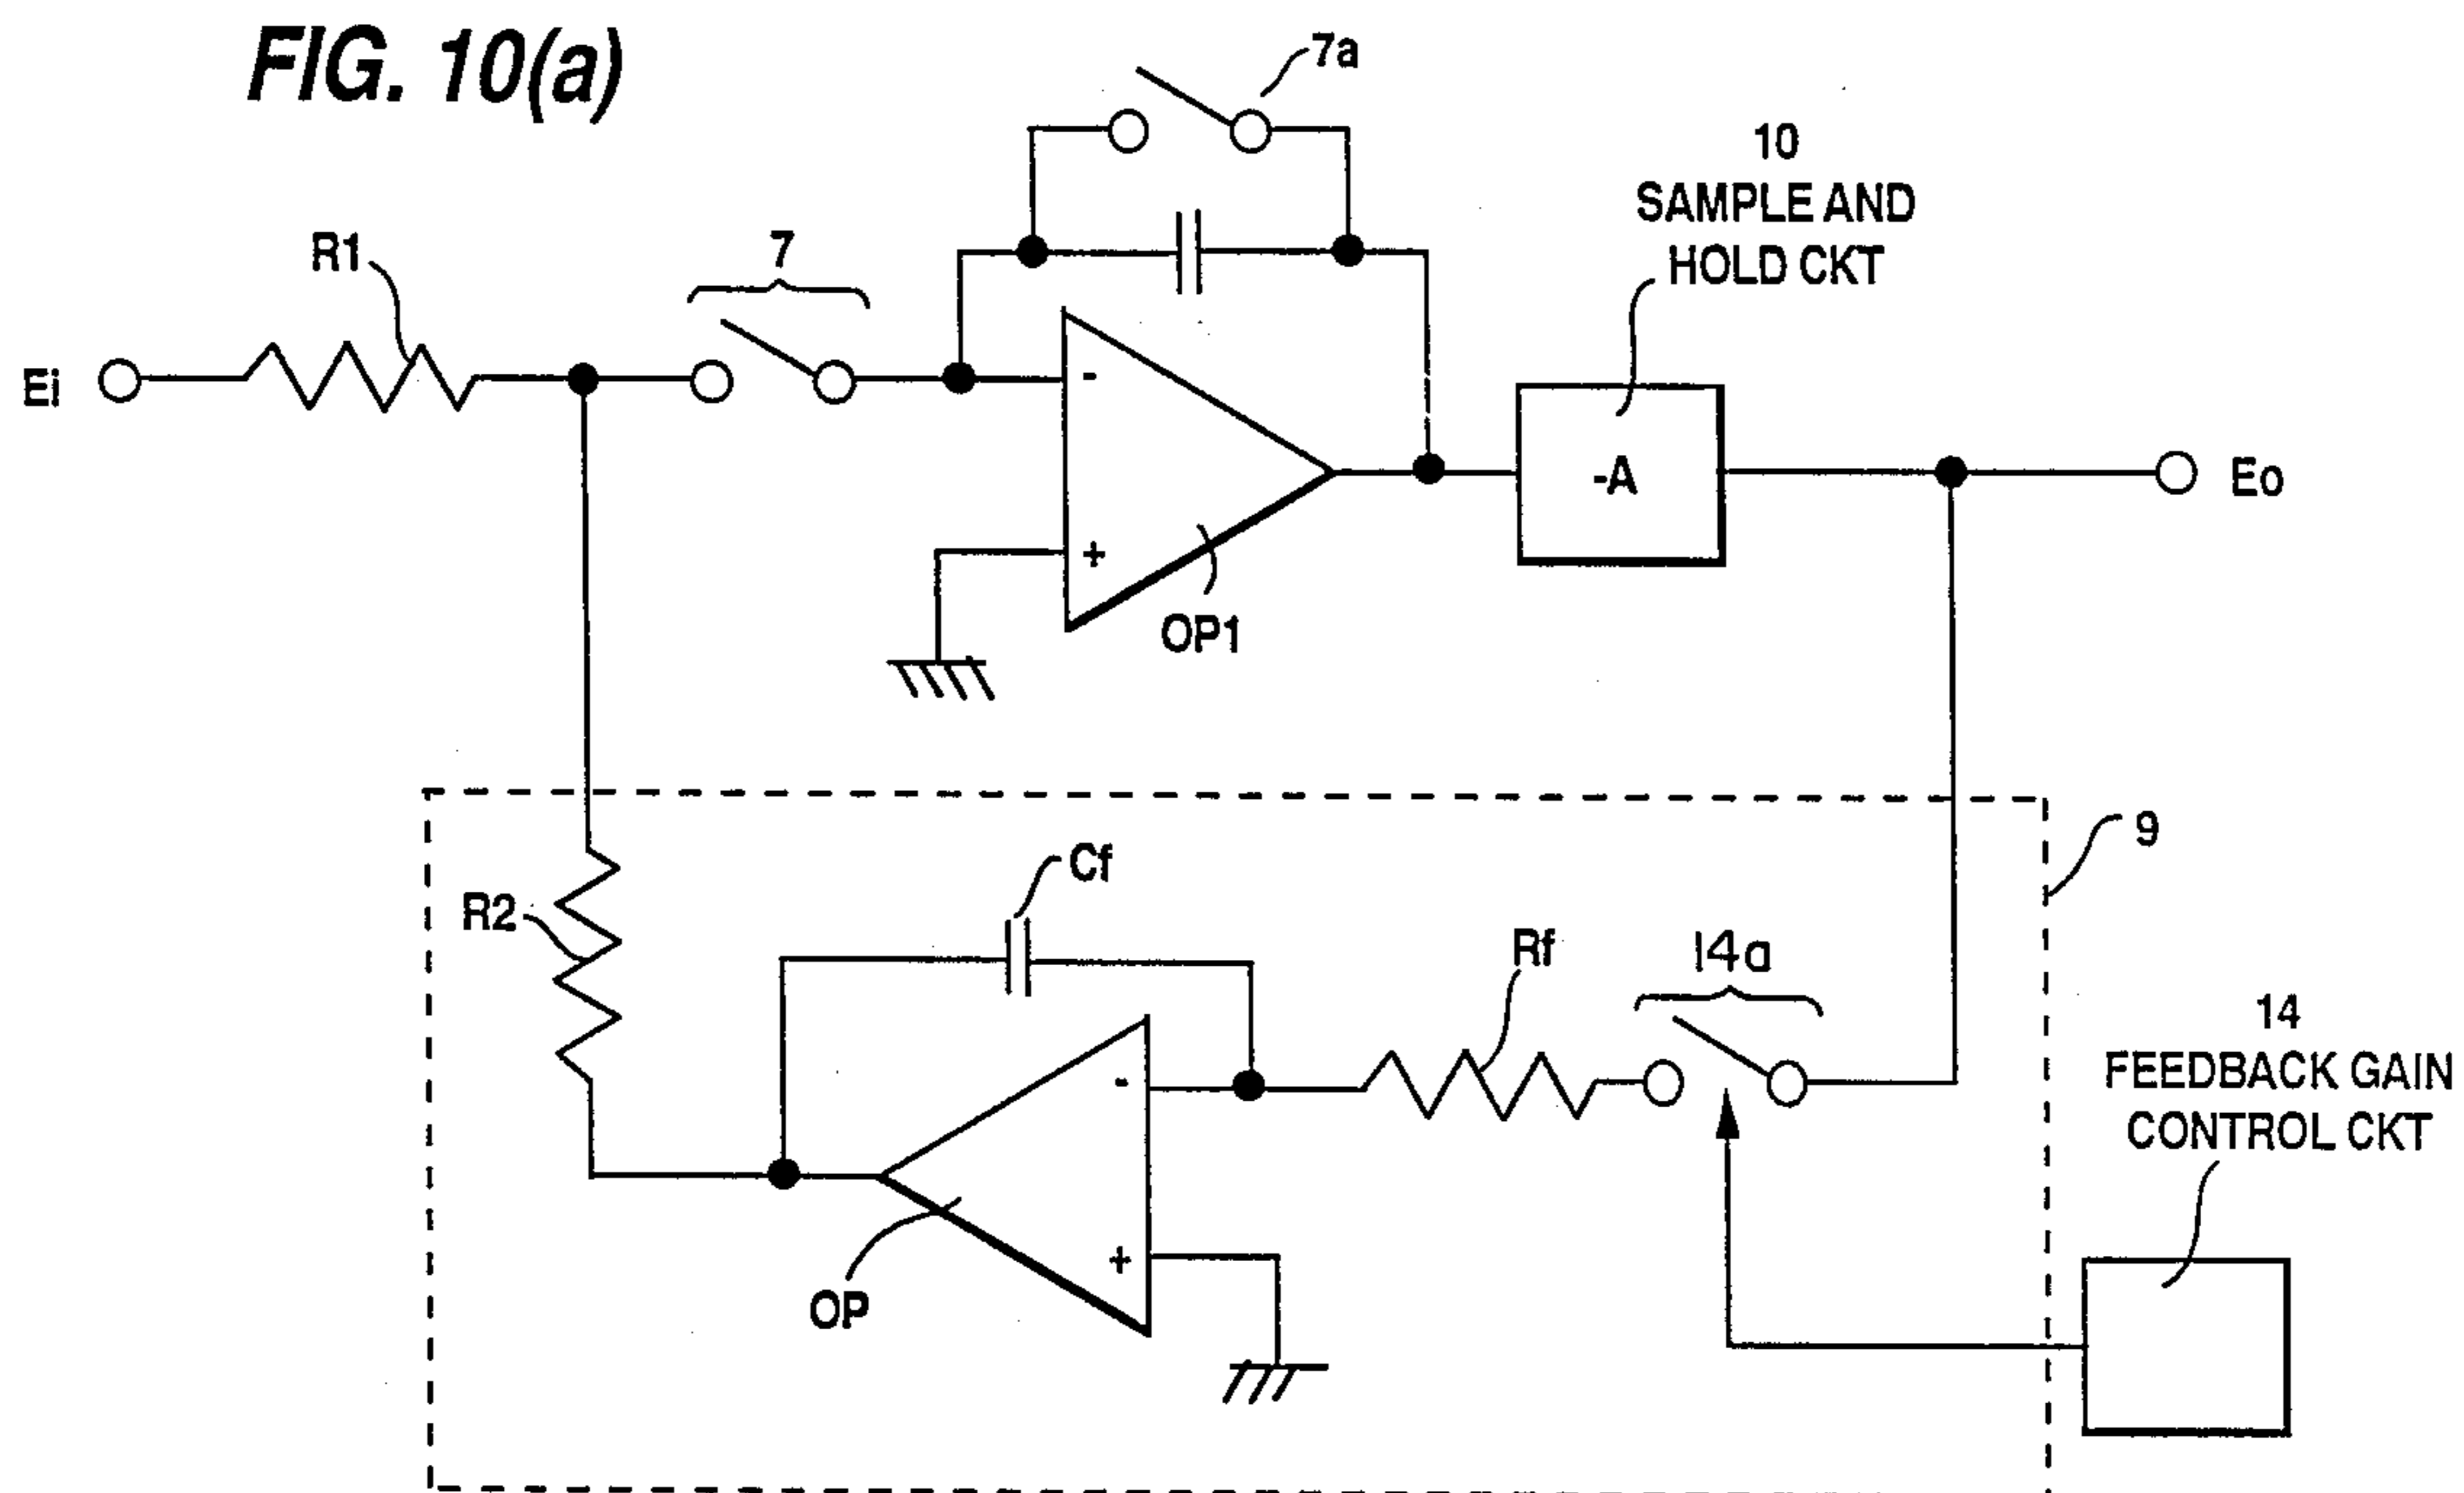 FIG. 10(a)
7a
10
SAMPLE AND
HOLD CKT
R1
7
Ei
-
+
-A
Eo
OP1
9
Cf
R2
Rf
14a
14
FEEDBACK GAIN
CONTROL CKT
-
+
OP